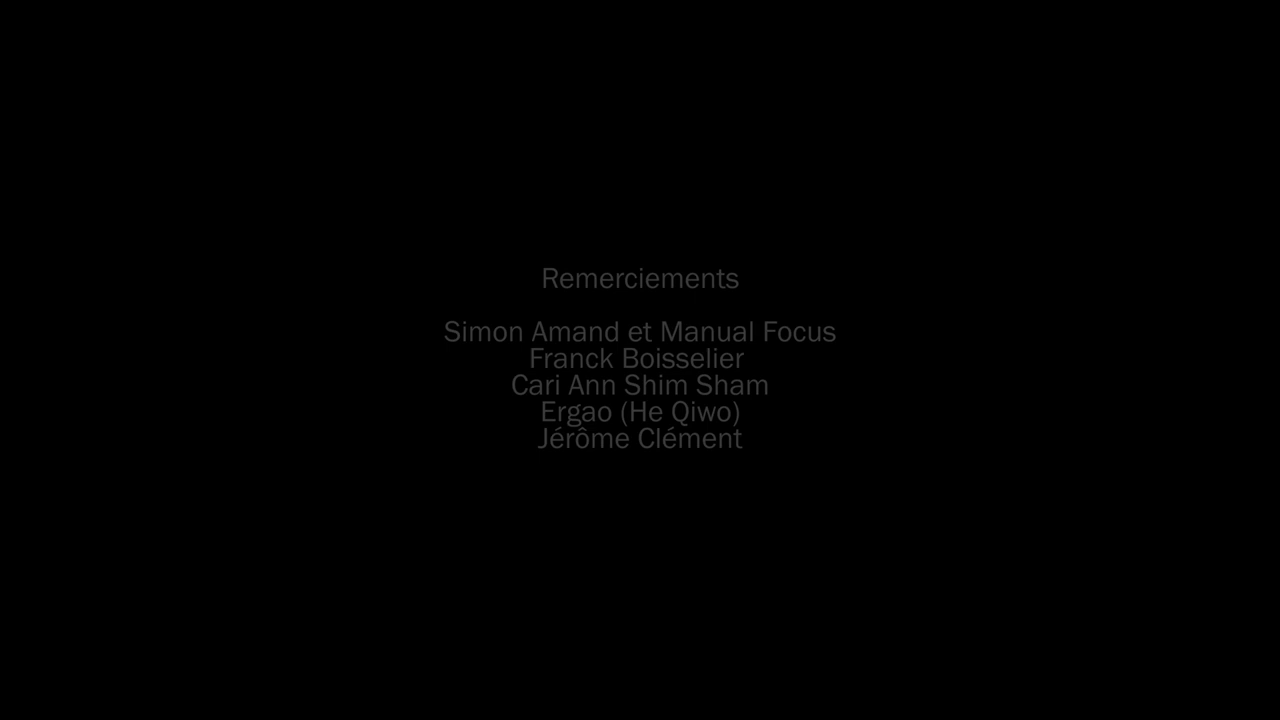 Remerciements
Simon Amand et Manual Focus
Franck Boisselier
Cari Ann Shim Sham
Ergao (He Qiwo)
Jérôme Clément